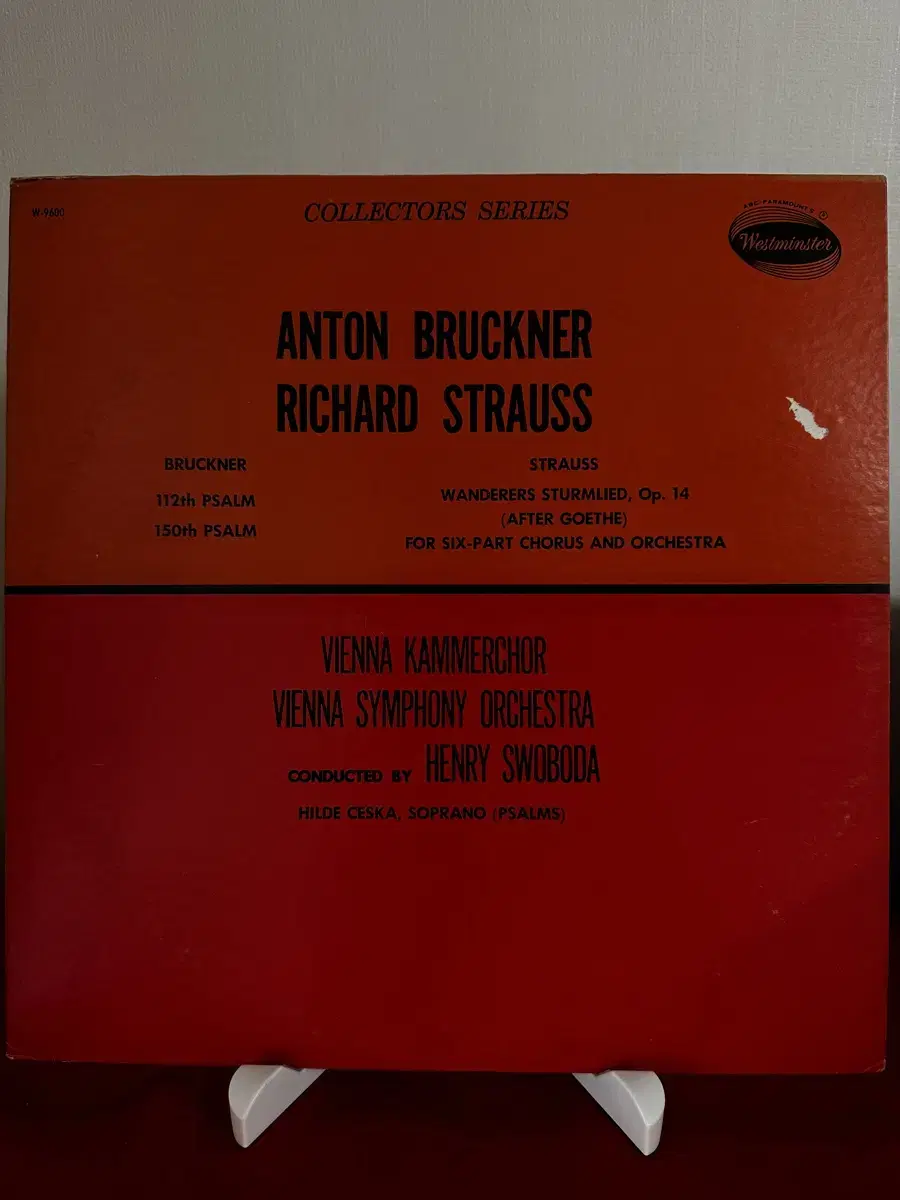 W-9600
COLLECTORS SERIES
ABC-PARAMOUNT'S
Westminster
ANTON BRUCKNER
RICHARD STRAUSS
BRUCKNER
112th PSALM
150th PSALM
STRAUSS
WANDERERS STURMLIED, Op. 14
(AFTER GOETHE)
FOR SIX-PART CHORUS AND ORCHESTRA
VIENNA KAMMERCHOR
VIENNA SYMPHONY ORCHESTRA
CONDUCTED BY HENRY SWOBODA
HILDE CESKA, SOPRANO (PSALMS)